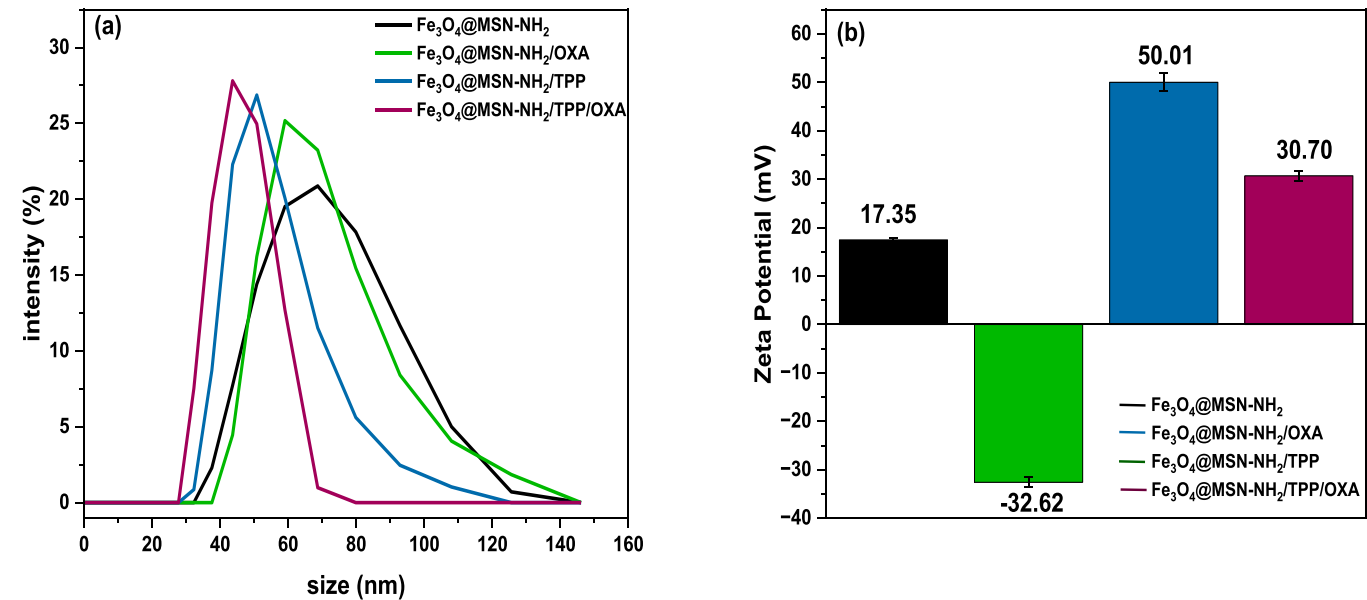 (a)
Fe₃O₄@MSN-NH₂
Fe₃O₄@MSN-NH₂/OXA
Fe₃O₄@MSN-NH₂/TPP
Fe₃O₄@MSN-NH₂/TPP/OXA
30
25
20
15
10
5
0
intensity (%)
0 20 40 60 80 100 120 140 160
size (nm)
(b)
60
50
40
30
20
10
0
−10
−20
−30
−40
Zeta Potential (mV)
17.35
-32.62
50.01
30.70
Fe₃O₄@MSN-NH₂
Fe₃O₄@MSN-NH₂/OXA
Fe₃O₄@MSN-NH₂/TPP
Fe₃O₄@MSN-NH₂/TPP/OXA